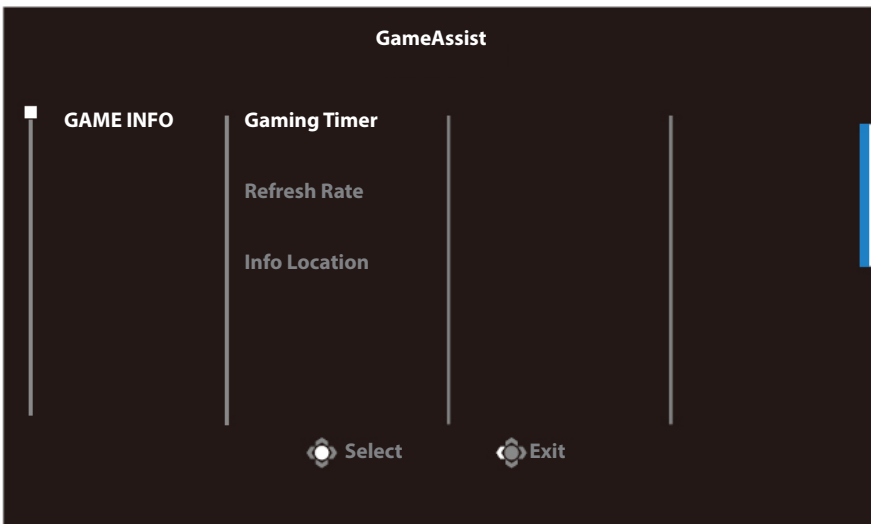 GameAssist
GAME INFO Gaming Timer
Refresh Rate
Info Location
Select Exit